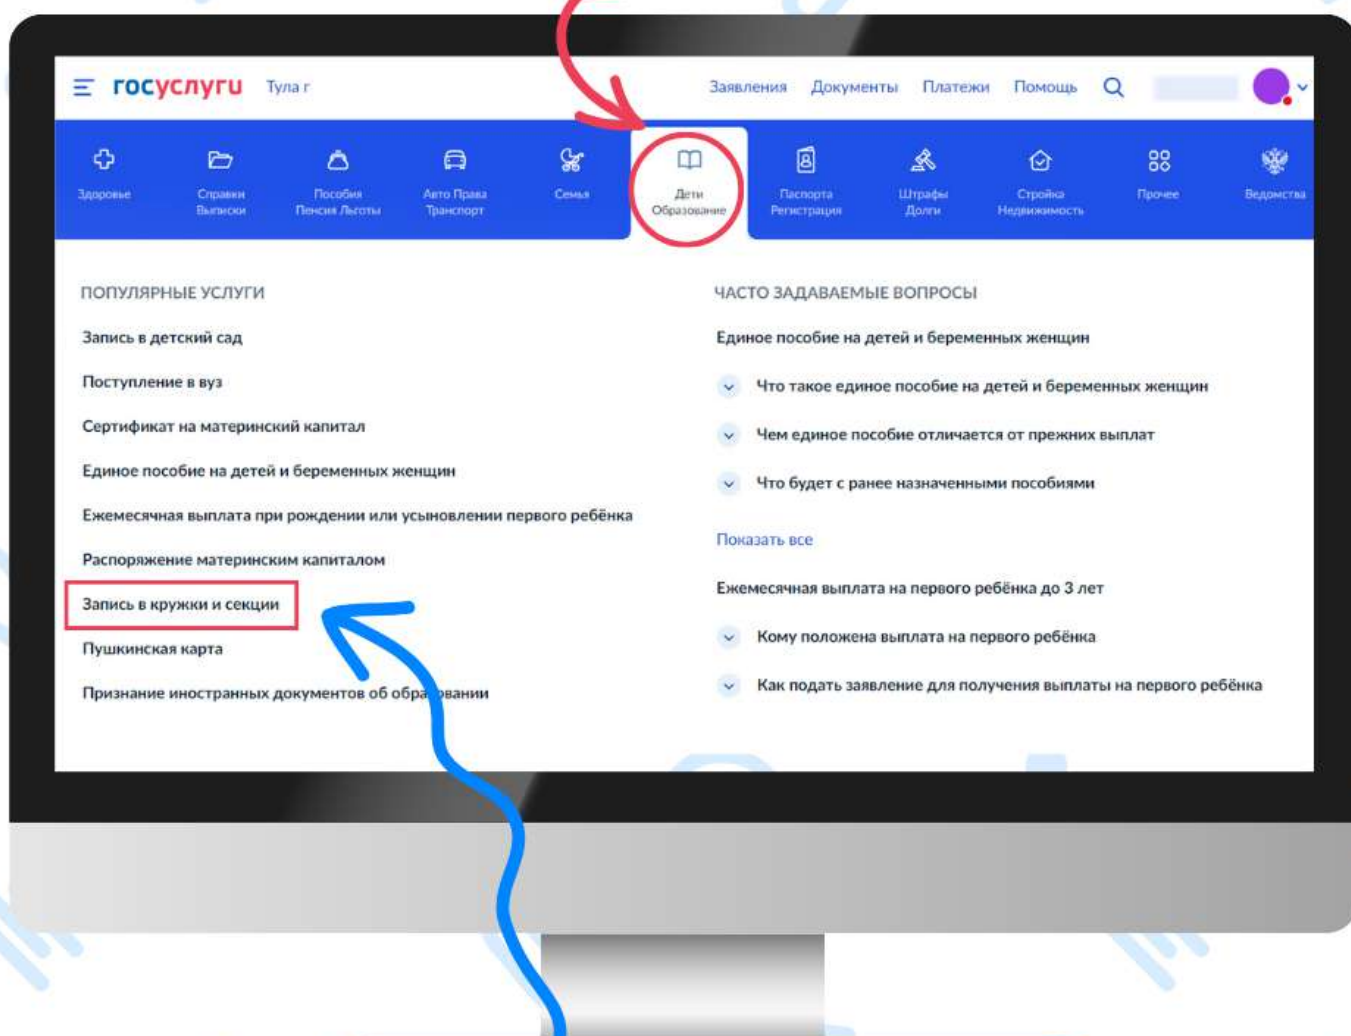 госуслуги Тула г Заявления Документы Платежи Помощь
Здоровье
Справки
Выписки
Пособия
Пенсия Льготы
Авто Права
Транспорт
Семья
Дети
Образование
Паспорта
Регистрация
Штрафы
Долги
Стройка
Недвижимость
Прочее
Ведомства
ПОПУЛЯРНЫЕ УСЛУГИ
Запись в детский сад
Поступление в вуз
Сертификат на материнский капитал
Единое пособие на детей и беременных женщин
Ежемесячная выплата при рождении или усыновлении первого ребёнка
Распоряжение материнским капиталом
Запись в кружки и секции
Пушкинская карта
Признание иностранных документов об образовании
ЧАСТО ЗАДАВАЕМЫЕ ВОПРОСЫ
Единое пособие на детей и беременных женщин
Что такое единое пособие на детей и беременных женщин
Чем единое пособие отличается от прежних выплат
Что будет с ранее назначенными пособиями
Показать все
Ежемесячная выплата на первого ребёнка до 3 лет
Кому положена выплата на первого ребёнка
Как подать заявление для получения выплаты на первого ребёнка